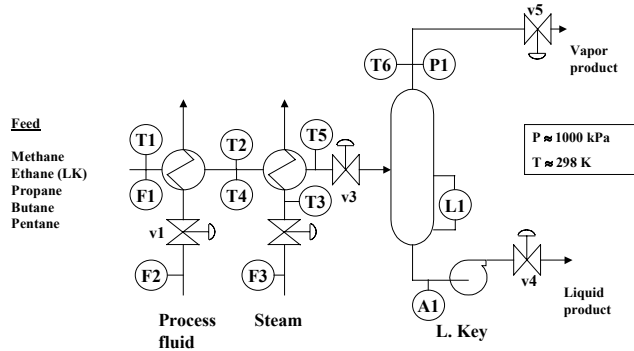 v5
T6
P1
Vapor
product
Feed
Methane
Ethane (LK)
Propane
Butane
Pentane
T1
F1
T2
T4
T5
T3
v3
v1
F2
F3
L1
P ≈ 1000 kPa
T ≈ 298 K
A1
v4
Process
fluid
Steam
L. Key
Liquid
product